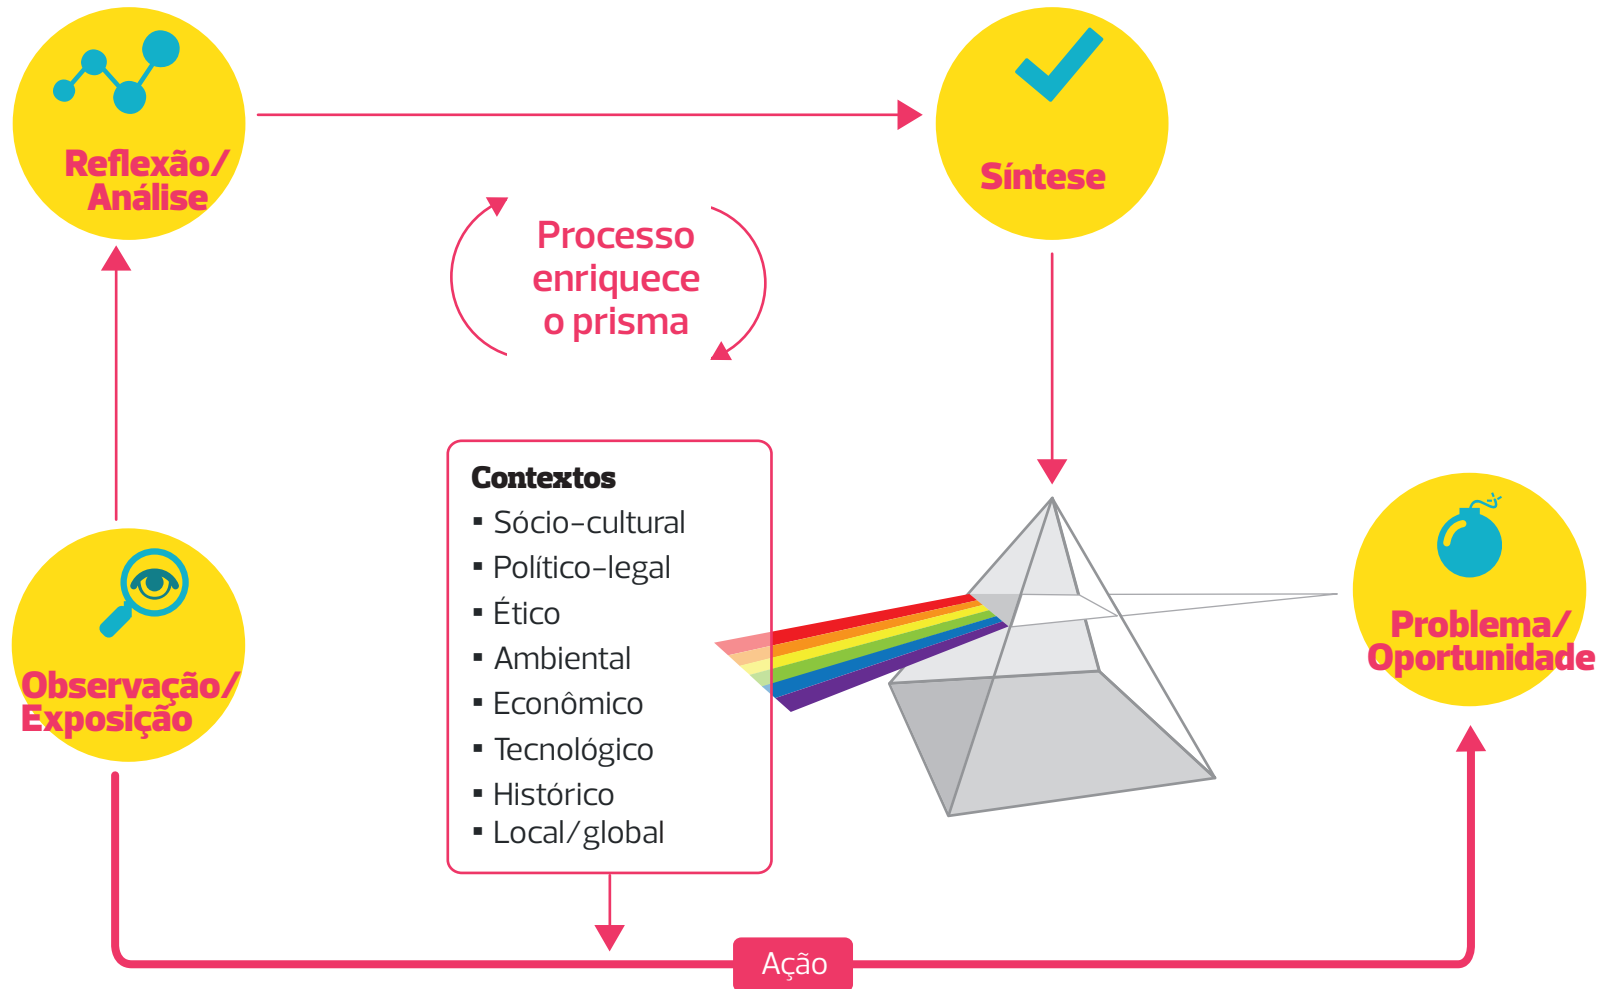 Reflexão/
Análise
Síntese
Processo
enriquece
o prisma
Contextos
▪ Sócio-cultural
▪ Político-legal
▪ Ético
▪ Ambiental
▪ Econômico
▪ Tecnológico
▪ Histórico
▪ Local/global
Observação/
Exposição
Problema/
Oportunidade
Ação